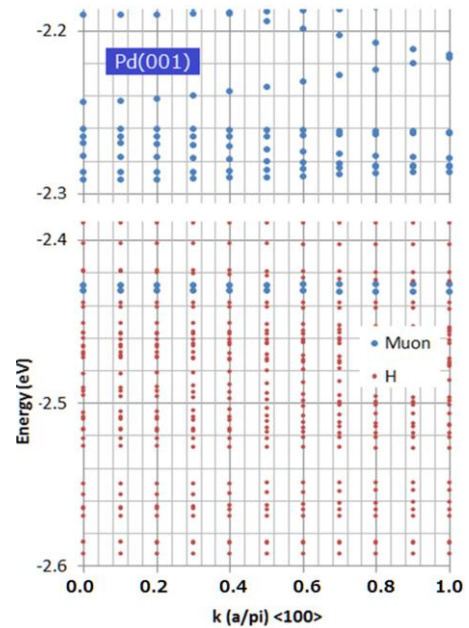 -2.2
Pd(001)
-2.3
-2.4
Muon
H
-2.5
-2.6
Energy (eV)
0.0 0.2 0.4 0.6 0.8 1.0
k (a/pi) <100>